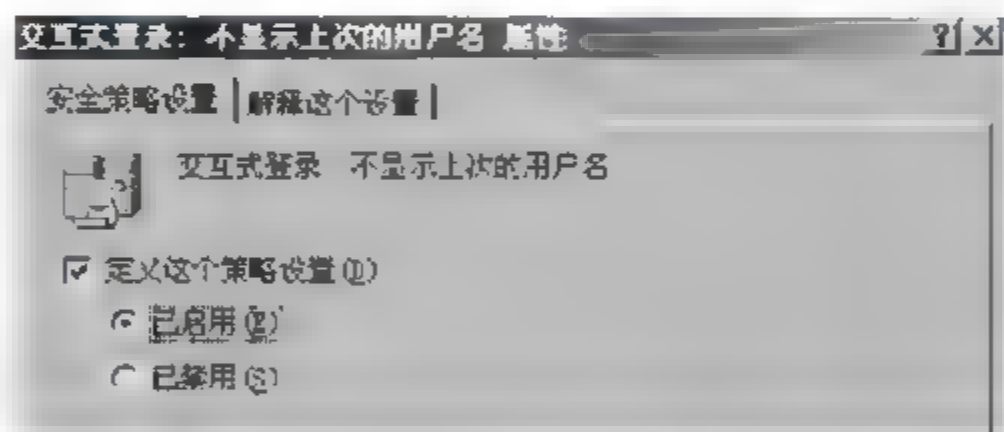 交互式登录: 不显示上次的用户名 属性 ? ×
安全策略设置 解释这个设置
交互式登录 不显示上次的用户名
定义这个策略设置(D)
已启用(E)
已禁用(S)